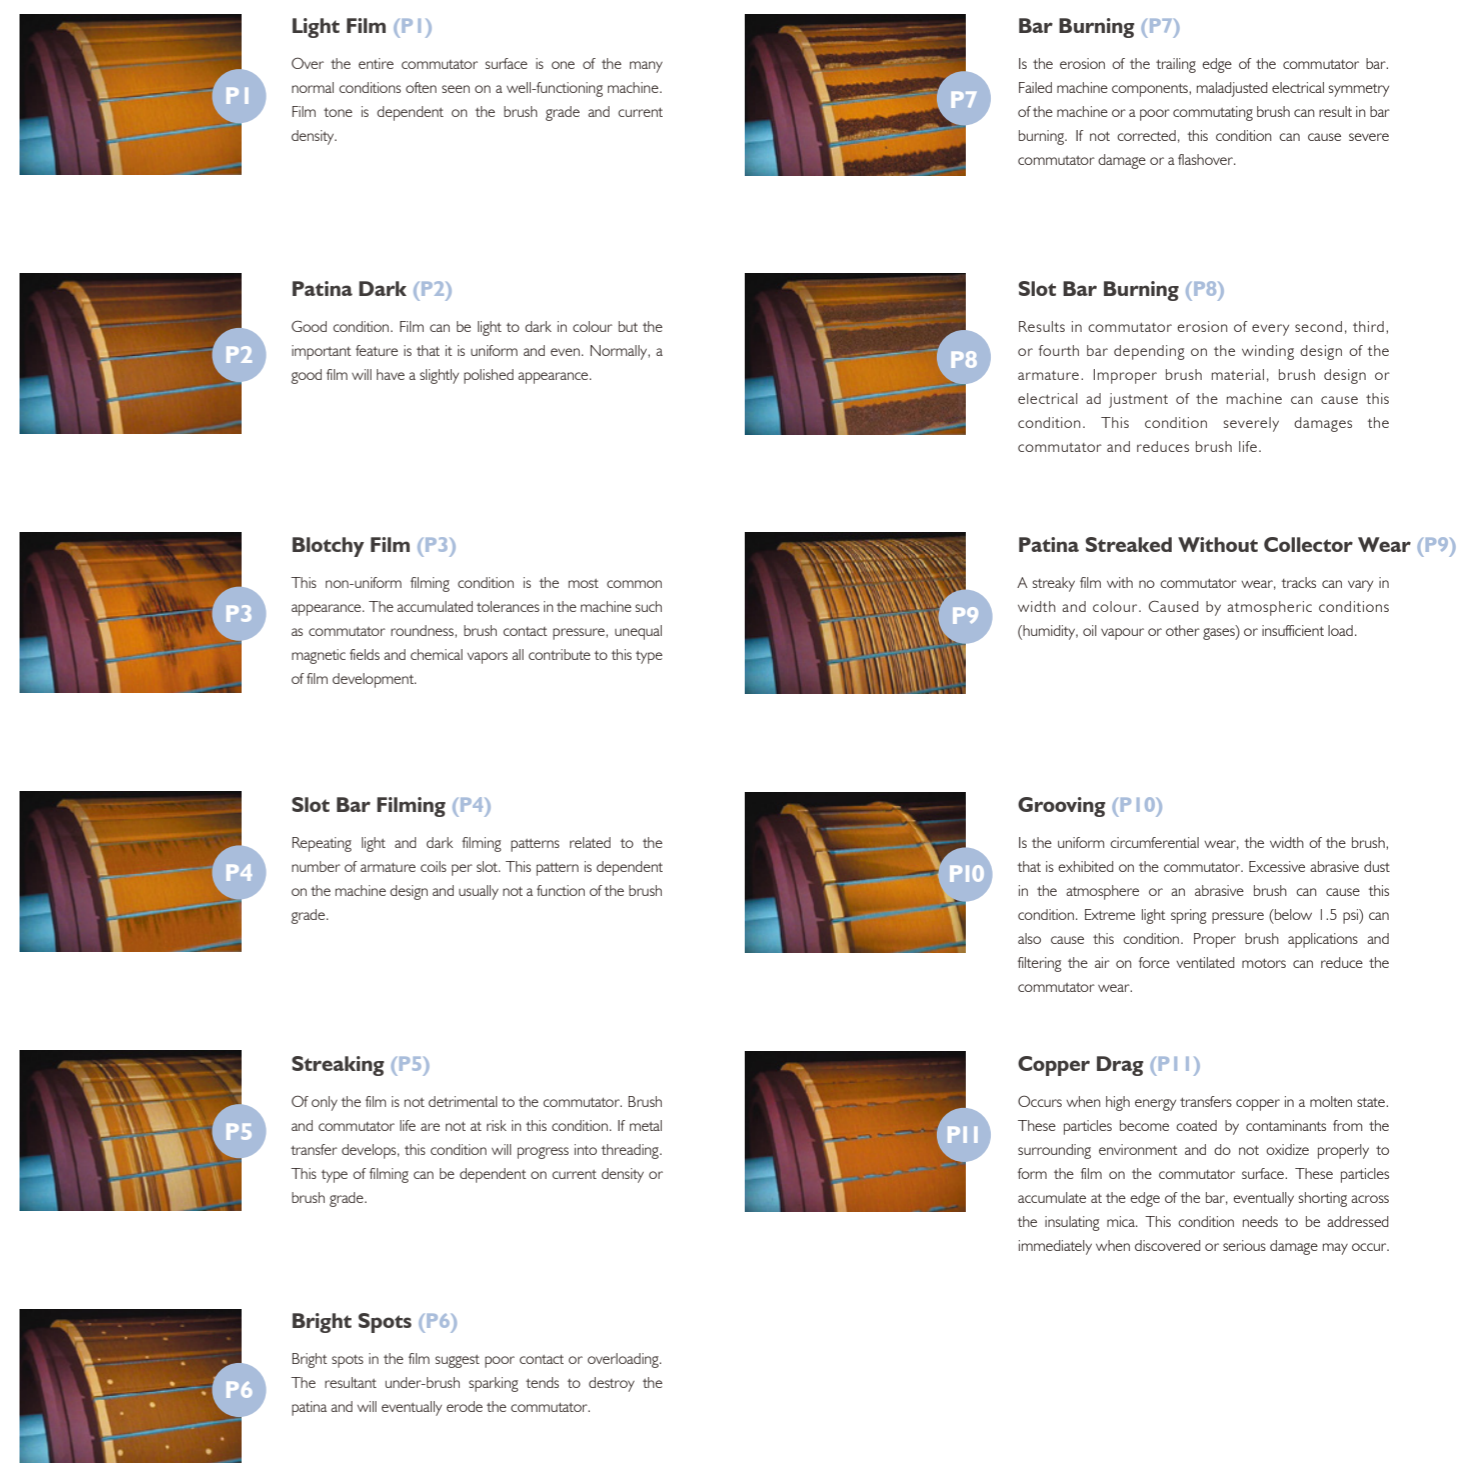 Light Film (P1)
Over the entire commutator surface is one of the many
normal conditions often seen on a well-functioning machine.
Film tone is dependent on the brush grade and current
density.
P1
Patina Dark (P2)
Good condition. Film can be light to dark in colour but the
important feature is that it is uniform and even. Normally, a
good film will have a slightly polished appearance.
P2
Blotchy Film (P3)
This non-uniform filming condition is the most common
appearance. The accumulated tolerances in the machine such
as commutator roundness, brush contact pressure, unequal
magnetic fields and chemical vapors all contribute to this type
of film development.
P3
Slot Bar Filming (P4)
Repeating light and dark filming patterns related to the
number of armature coils per slot. This pattern is dependent
on the machine design and usually not a function of the brush
grade.
P4
Streaking (P5)
Of only the film is not detrimental to the commutator. Brush
and commutator life are not at risk in this condition. If metal
transfer develops, this condition will progress into threading.
This type of filming can be dependent on current density or
brush grade.
P5
Bright Spots (P6)
Bright spots in the film suggest poor contact or overloading.
The resultant under-brush sparking tends to destroy the
patina and will eventually erode the commutator.
P6
Bar Burning (P7)
Is the erosion of the trailing edge of the commutator bar.
Failed machine components, maladjusted electrical symmetry
of the machine or a poor commutating brush can result in bar
burning. If not corrected, this condition can cause severe
commutator damage or a flashover.
P7
Slot Bar Burning (P8)
Results in commutator erosion of every second, third,
or fourth bar depending on the winding design of the
armature. Improper brush material, brush design or
electrical ad justment of the machine can cause this
condition. This condition severely damages the
commutator and reduces brush life.
P8
Patina Streaked Without Collector Wear (P9)
A streaky film with no commutator wear, tracks can vary in
width and colour. Caused by atmospheric conditions
(humidity, oil vapour or other gases) or insufficient load.
P9
Grooving (P10)
Is the uniform circumferential wear, the width of the brush,
that is exhibited on the commutator. Excessive abrasive dust
in the atmosphere or an abrasive brush can cause this
condition. Extreme light spring pressure (below 1.5 psi) can
also cause this condition. Proper brush applications and
filtering the air on force ventilated motors can reduce the
commutator wear.
P10
Copper Drag (P11)
Occurs when high energy transfers copper in a molten state.
These particles become coated by contaminants from the
surrounding environment and do not oxidize properly to
form the film on the commutator surface. These particles
accumulate at the edge of the bar, eventually shorting across
the insulating mica. This condition needs to be addressed
immediately when discovered or serious damage may occur.
P11